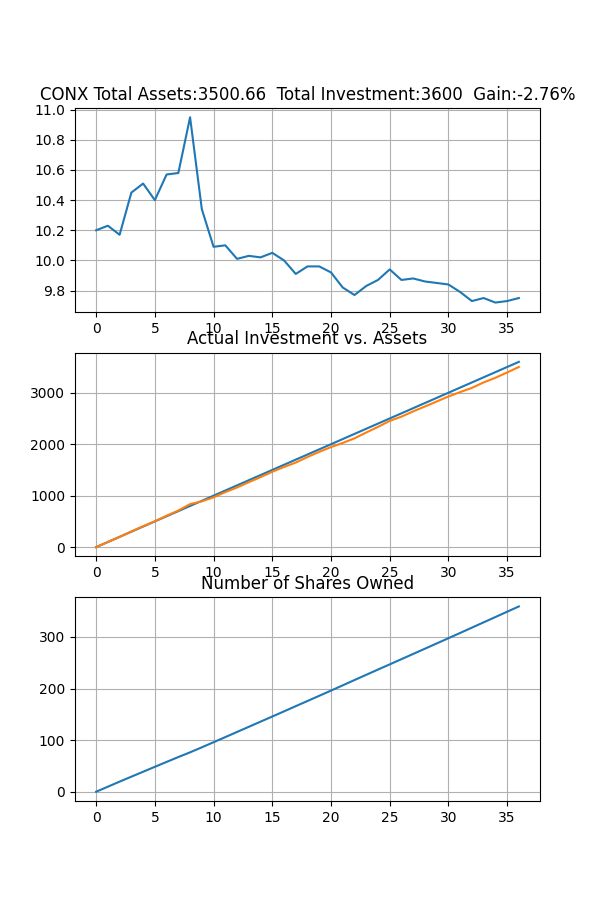 CONX Total Assets:3500.66  Total Investment:3600  Gain:-2.76%
11.0
10.8
10.6
10.4
10.2
10.0
9.8
0 5 10 15 20 25 30 35
Actual Investment vs. Assets
3000
2000
1000
0
0 5 10 15 20 25 30 35
Number of Shares Owned
300
200
100
0
0 5 10 15 20 25 30 35